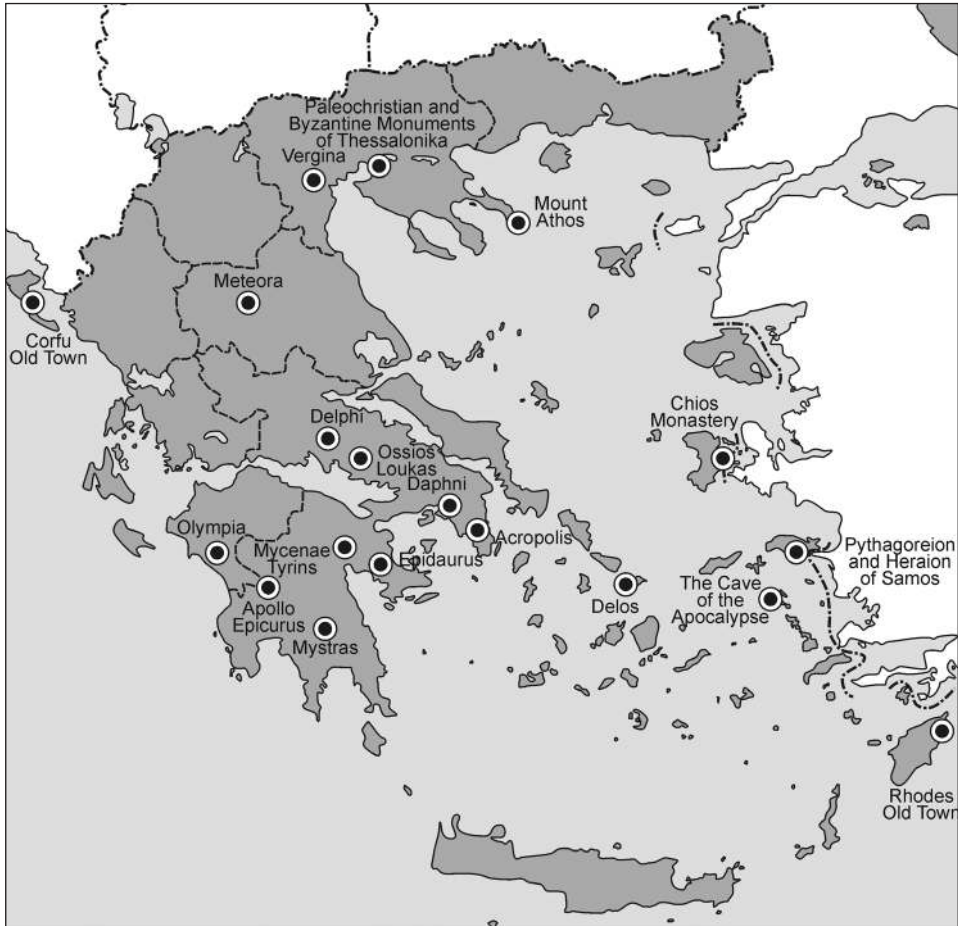 Paleochristian and
Byzantine Monuments
of Thessalonika
Vergina
Mount
Athos
Meteora
Corfu
Old Town
Chios
Monastery
Delphi
Ossios
Loukas
Daphni
Acropolis
Olympia
Mycenae
Tyrins
Epidaurus
Pythagoreion
and Heraion
of Samos
The Cave
of the
Apocalypse
Delos
Apollo
Epicurus
Mystras
Rhodes
Old Town